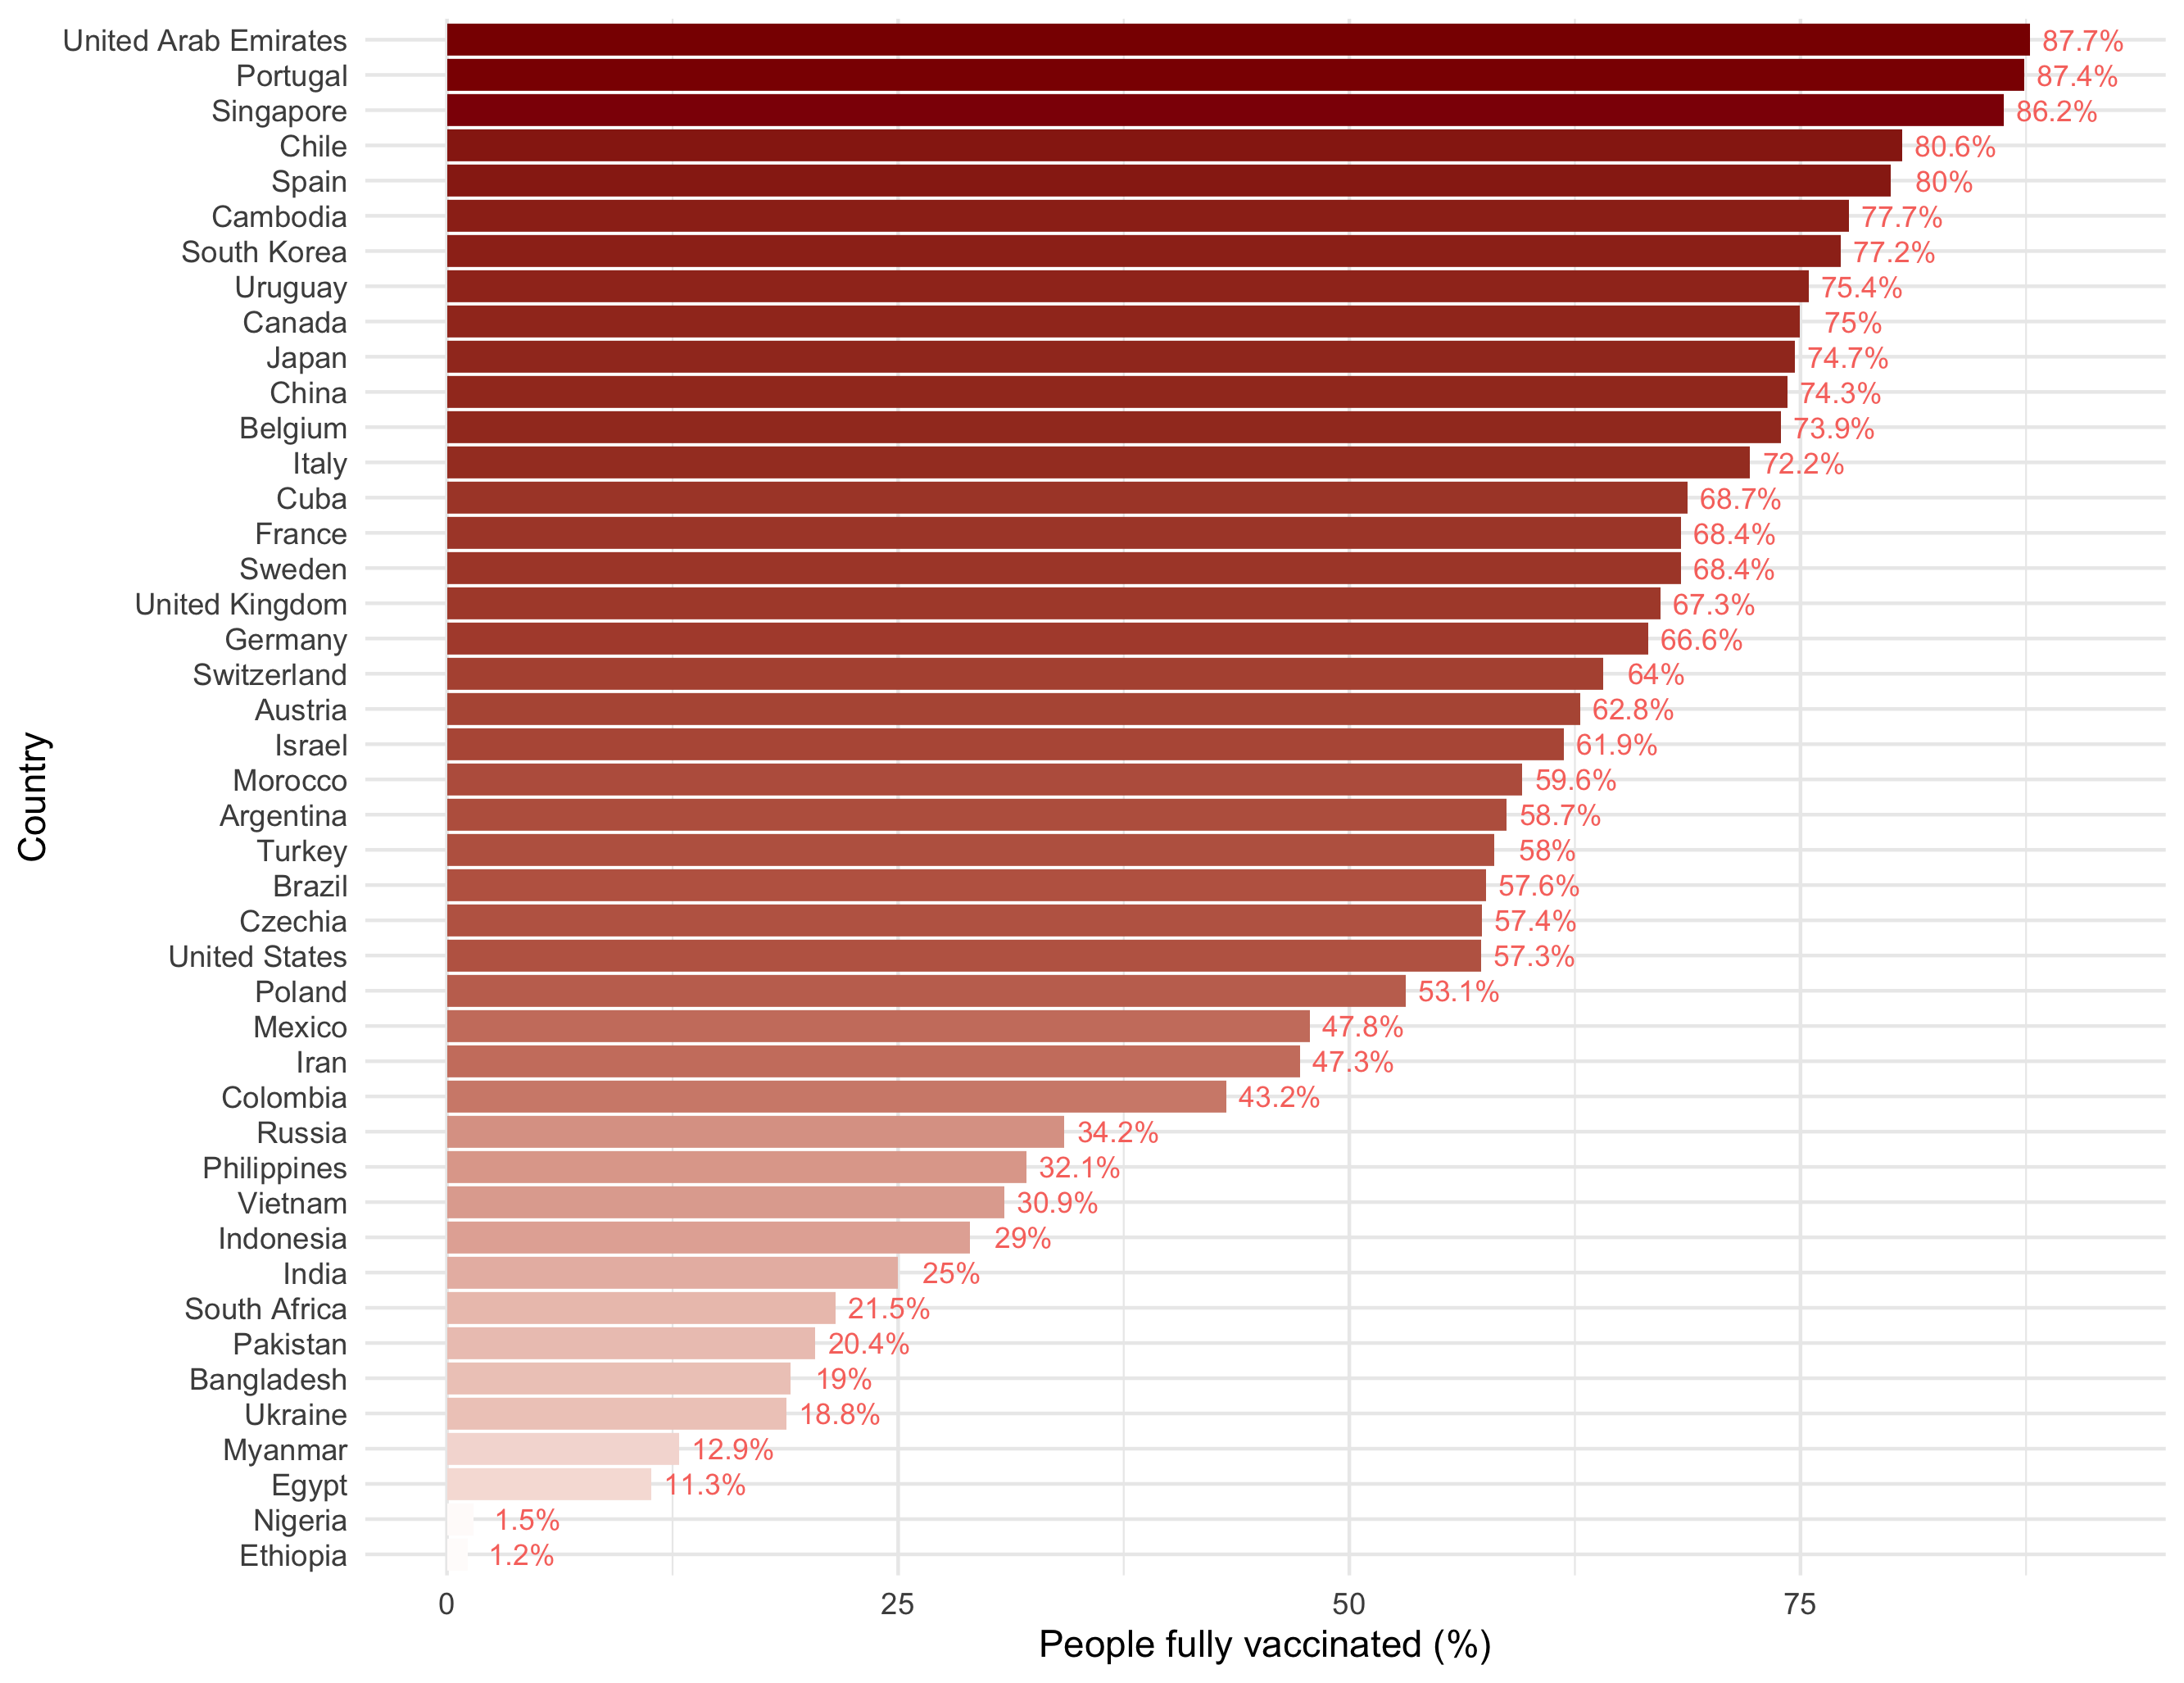 United Arab Emirates 87.7%
Portugal 87.4%
Singapore 86.2%
Chile 80.6%
Spain 80%
Cambodia 77.7%
South Korea 77.2%
Uruguay 75.4%
Canada 75%
Japan 74.7%
China 74.3%
Belgium 73.9%
Italy 72.2%
Cuba 68.7%
France 68.4%
Sweden 68.4%
United Kingdom 67.3%
Germany 66.6%
Switzerland 64%
Austria 62.8%
Israel 61.9%
Morocco 59.6%
Argentina 58.7%
Turkey 58%
Brazil 57.6%
Czechia 57.4%
United States 57.3%
Poland 53.1%
Mexico 47.8%
Iran 47.3%
Colombia 43.2%
Russia 34.2%
Philippines 32.1%
Vietnam 30.9%
Indonesia 29%
India 25%
South Africa 21.5%
Pakistan 20.4%
Bangladesh 19%
Ukraine 18.8%
Myanmar 12.9%
Egypt 11.3%
Nigeria 1.5%
Ethiopia 1.2%
Country
0 25 50 75
People fully vaccinated (%)